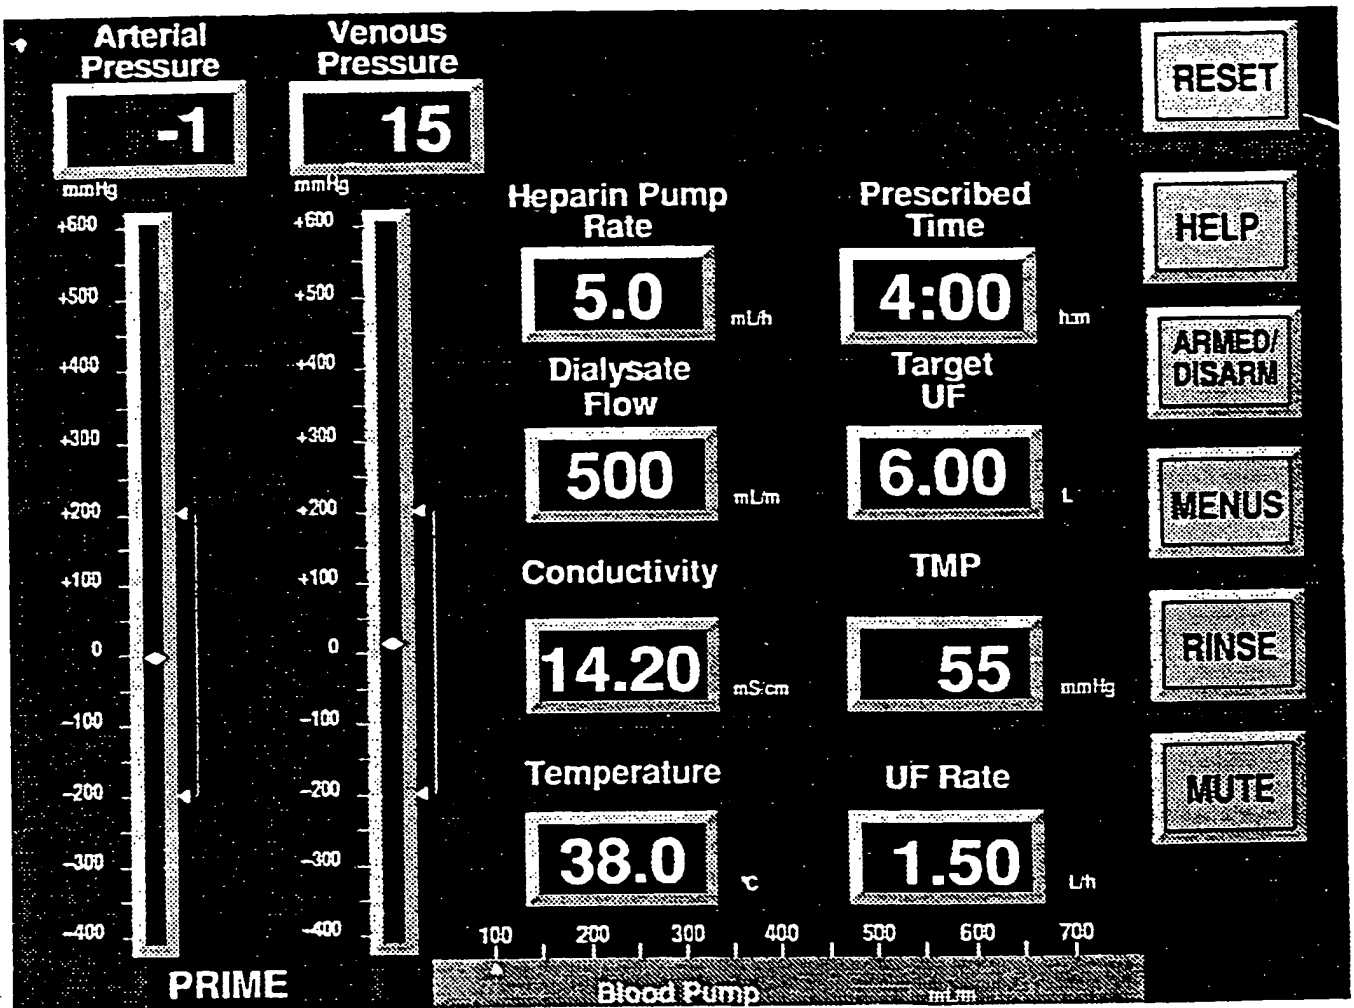 Arterial
Pressure
-1
mmHg
+600
+500
+400
+300
+200
+100
0
-100
-200
-300
-400
PRIME
Venous
Pressure
15
mmHg
+600
+500
+400
+300
+200
+100
0
-100
-200
-300
-400
Heparin Pump
Rate
5.0 mL/h
Prescribed
Time
4:00 h:m
Dialysate
Flow
500 mL/m
Target
UF
6.00 L
Conductivity
14.20 mS/cm
TMP
55 mmHg
Temperature
38.0 °C
UF Rate
1.50 L/h
100 200 300 400 500 600 700
Blood Pump mL/m
RESET
HELP
ARMED/
DISARM
MENUS
RINSE
MUTE